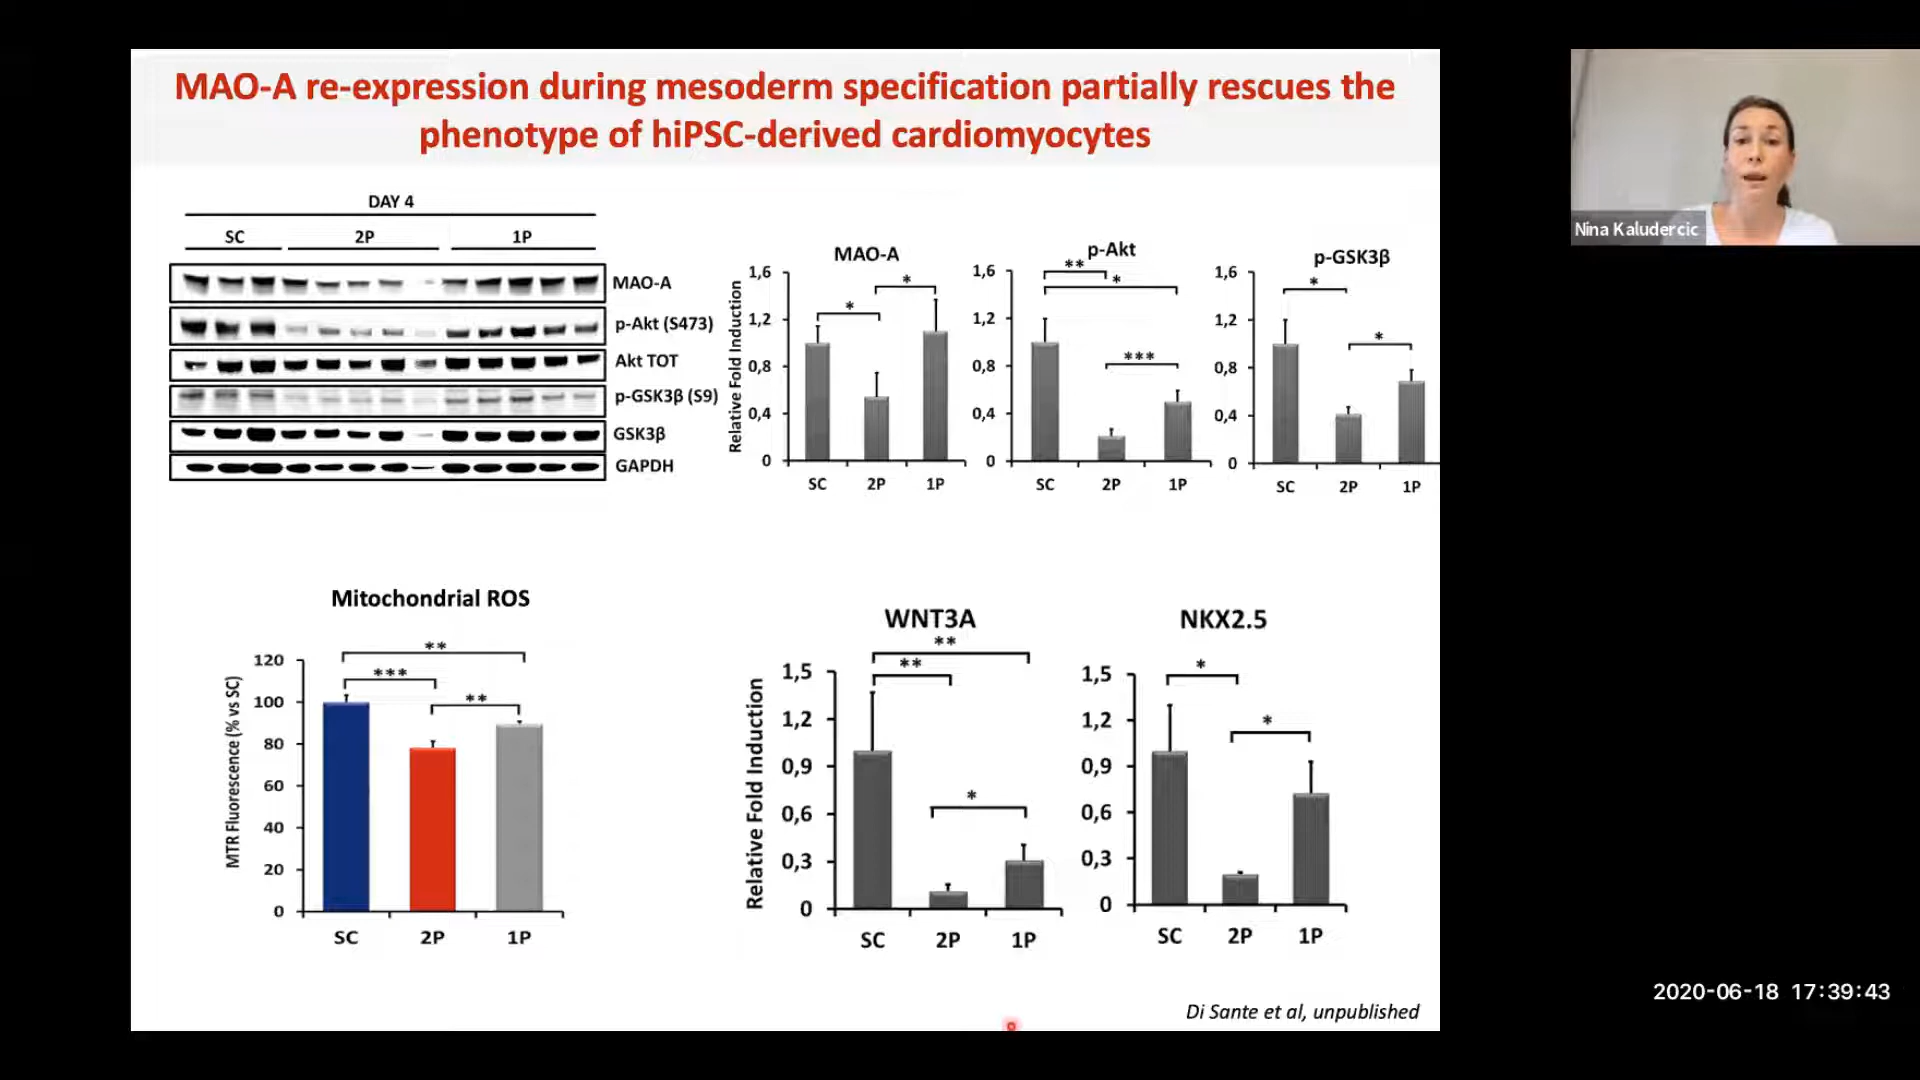 MAO-A re-expression during mesoderm specification partially rescues the
phenotype of hiPSC-derived cardiomyocytes
Nina Kaludercic
DAY 4
SC 2P 1P
MAO-A
p-Akt (S473)
Akt TOT
p-GSK3β (S9)
GSK3β
GAPDH
MAO-A
Relative Fold Induction
1,6
1,2
0,8
0,4
0
* *
SC 2P 1P
p-Akt
1,6
1,2
0,8
0,4
0
**
*
***
SC 2P 1P
p-GSK3β
1,6
1,2
0,8
0,4
0
*
*
SC 2P 1P
Mitochondrial ROS
MTR Fluorescence (% vs SC)
120
100
80
60
40
20
0
**
***
**
SC 2P 1P
WNT3A
Relative Fold Induction
1,5
1,2
0,9
0,6
0,3
0
**
**
*
SC 2P 1P
NKX2.5
1,5
1,2
0,9
0,6
0,3
0
*
*
SC 2P 1P
Di Sante et al, unpublished
2020-06-18 17:39:43